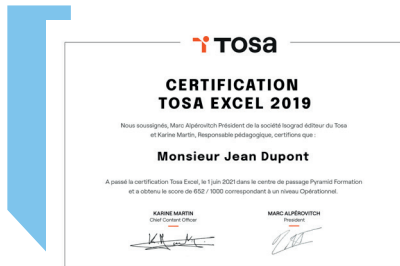 TOSA
CERTIFICATION
TOSA EXCEL 2019
Nous soussignés, Marc Alpérovitch Président de la société Isograd éditeur du Tosa
et Karine Martin, Responsable pédagogique, certifions que :
Monsieur Jean Dupont
A passé la certification Tosa Excel, le 1 juin 2021 dans le centre de passage Pyramid Formation
et a obtenu le score de 652 / 1000 correspondant à un niveau Opérationnel.
KARINE MARTIN
Chief Content Officer
MARC ALPÉROVITCH
President